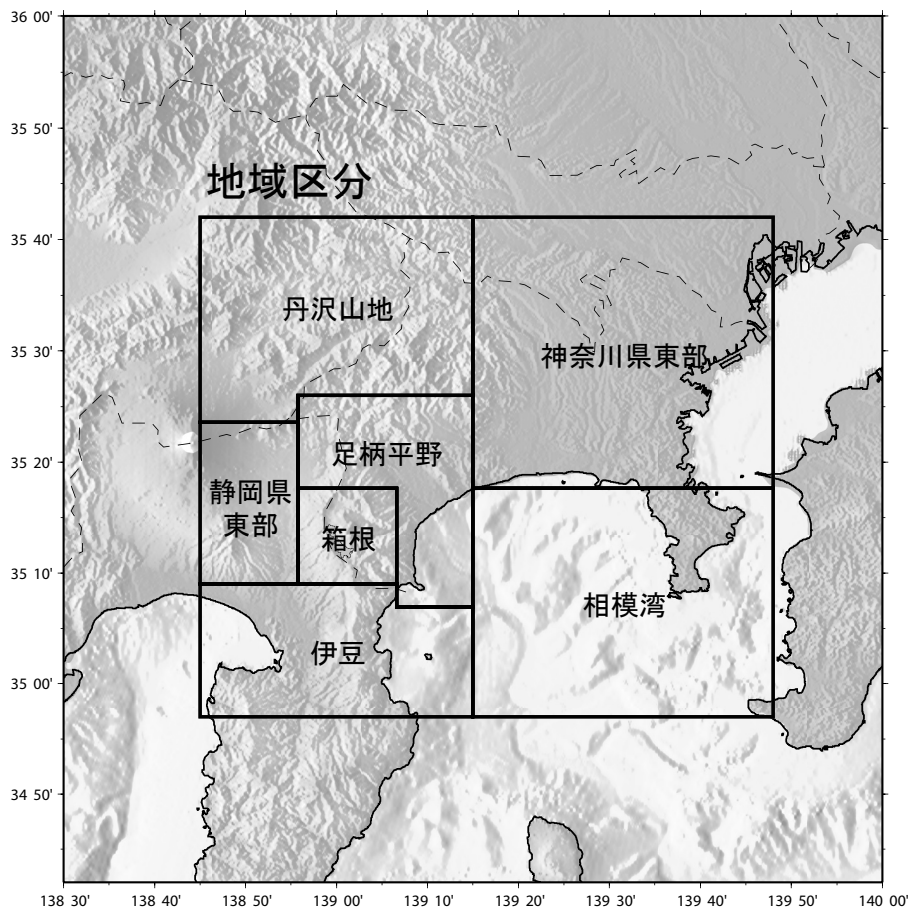 36 00'
35 50'
地域区分
35 40'
丹沢山地
35 30'
神奈川県東部
35 20'
足柄平野
静岡県
東部
箱根
35 10'
相模湾
伊豆
35 00'
34 50'
138 30'
138 40'
138 50'
139 00'
139 10'
139 20'
139 30'
139 40'
139 50'
140 00'